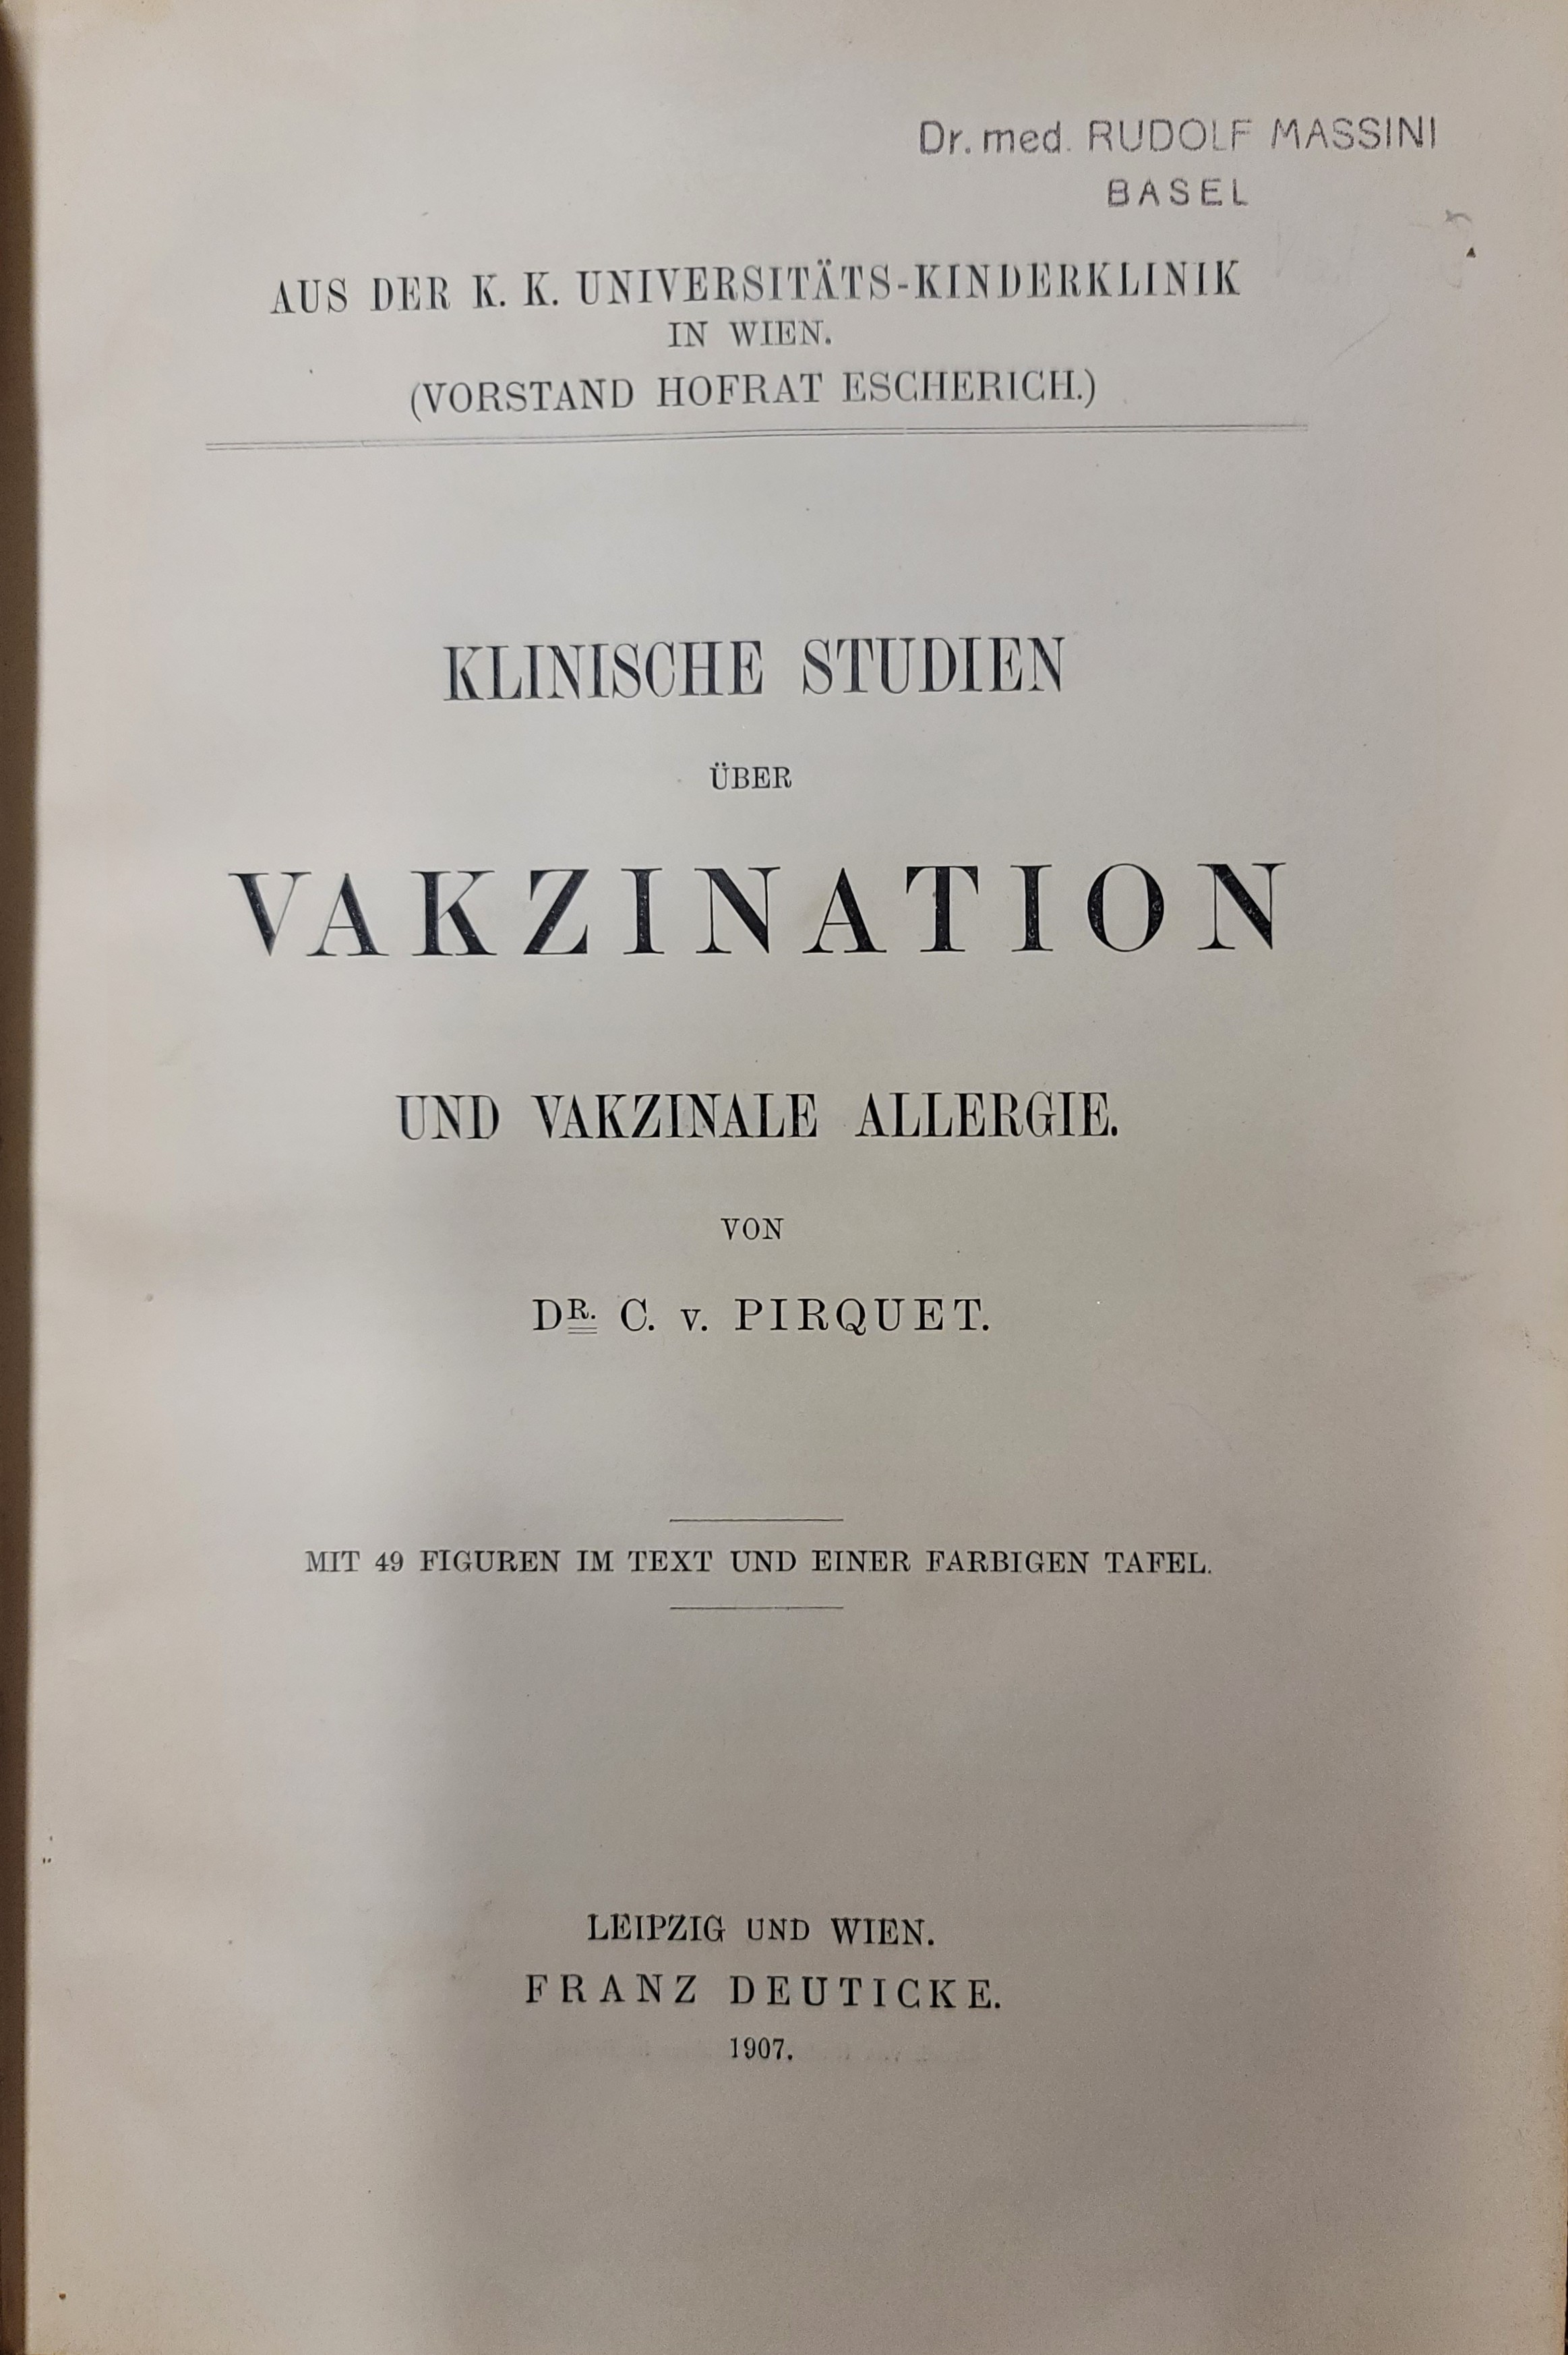 Dr. med. RUDOLF MASSINI
BASEL
AUS DER K. K. UNIVERSITÄTS-KINDERKLINIK
IN WIEN.
(VORSTAND HOFRAT ESCHERICH.)
KLINISCHE STUDIEN
ÜBER
VAKZINATION
UND VAKZINALE ALLERGIE.
VON
DR. C. v. PIRQUET.
MIT 49 FIGUREN IM TEXT UND EINER FARBIGEN TAFEL.
LEIPZIG UND WIEN.
FRANZ DEUTICKE.
1907.